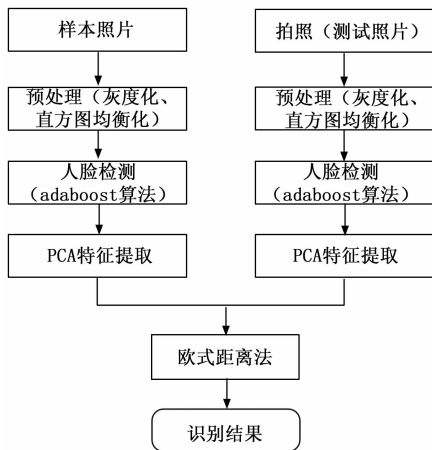 样本照片
预处理（灰度化、
直方图均衡化）
人脸检测
（adaboost算法）
PCA特征提取
拍照（测试照片）
预处理（灰度化、
直方图均衡化）
人脸检测
（adaboost算法）
PCA特征提取
欧式距离法
识别结果